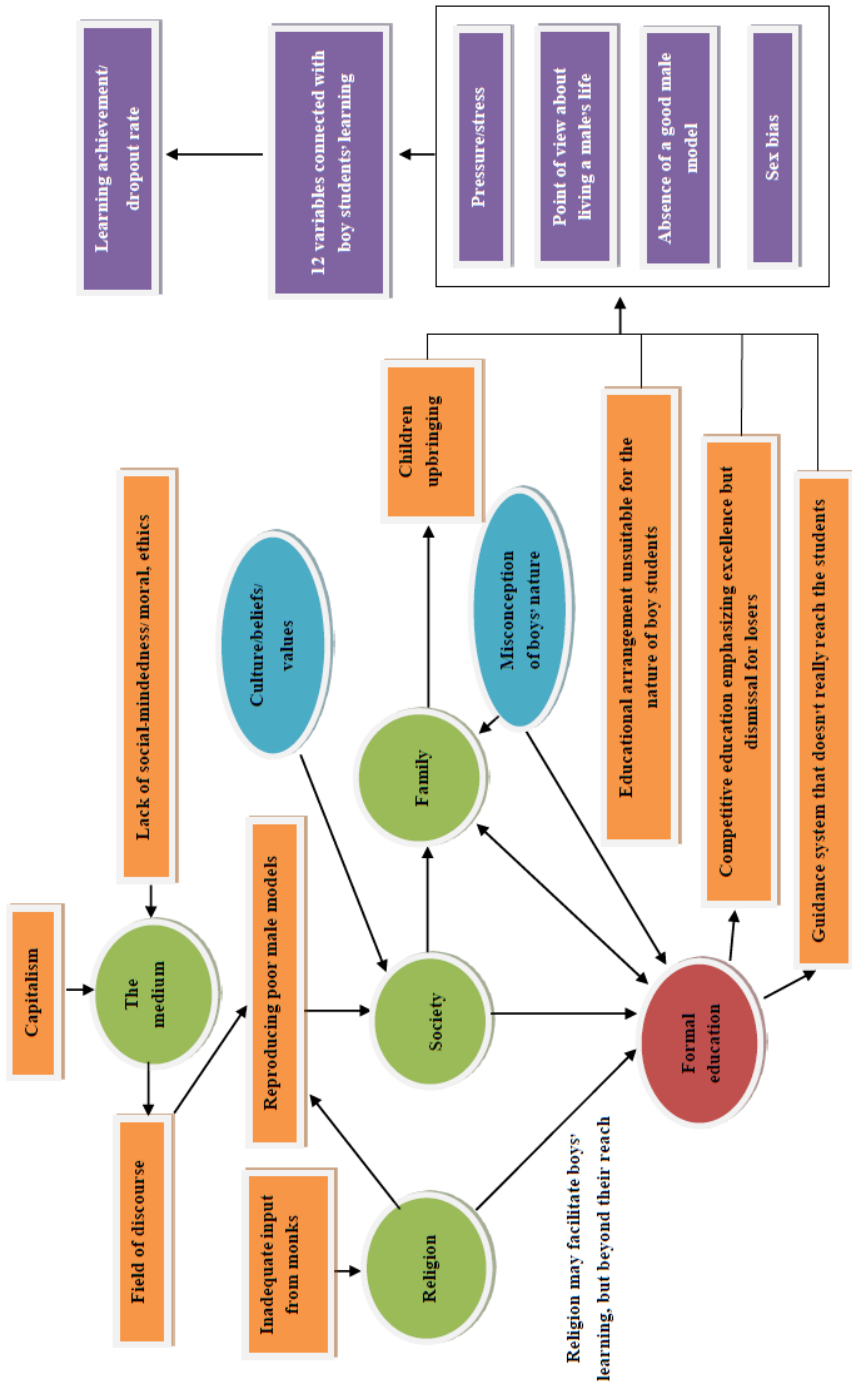 Capitalism
The
medium
Lack of social-mindedness/ moral, ethics
Field of discourse
Reproducing poor male models
Culture/beliefs/
values
Inadequate input
from monks
Religion
Society
Family
Children
upbringing
Misconception
of boys' nature
Religion may facilitate boys'
learning, but beyond their reach
Formal
education
Educational arrangement unsuitable for the
nature of boy students
Competitive education emphasizing excellence but
dismissal for losers
Guidance system that doesn't really reach the students
Learning achievement/
dropout rate
12 variables connected with
boy students' learning
Pressure/stress
Point of view about
living a male's life
Absence of a good male
model
Sex bias